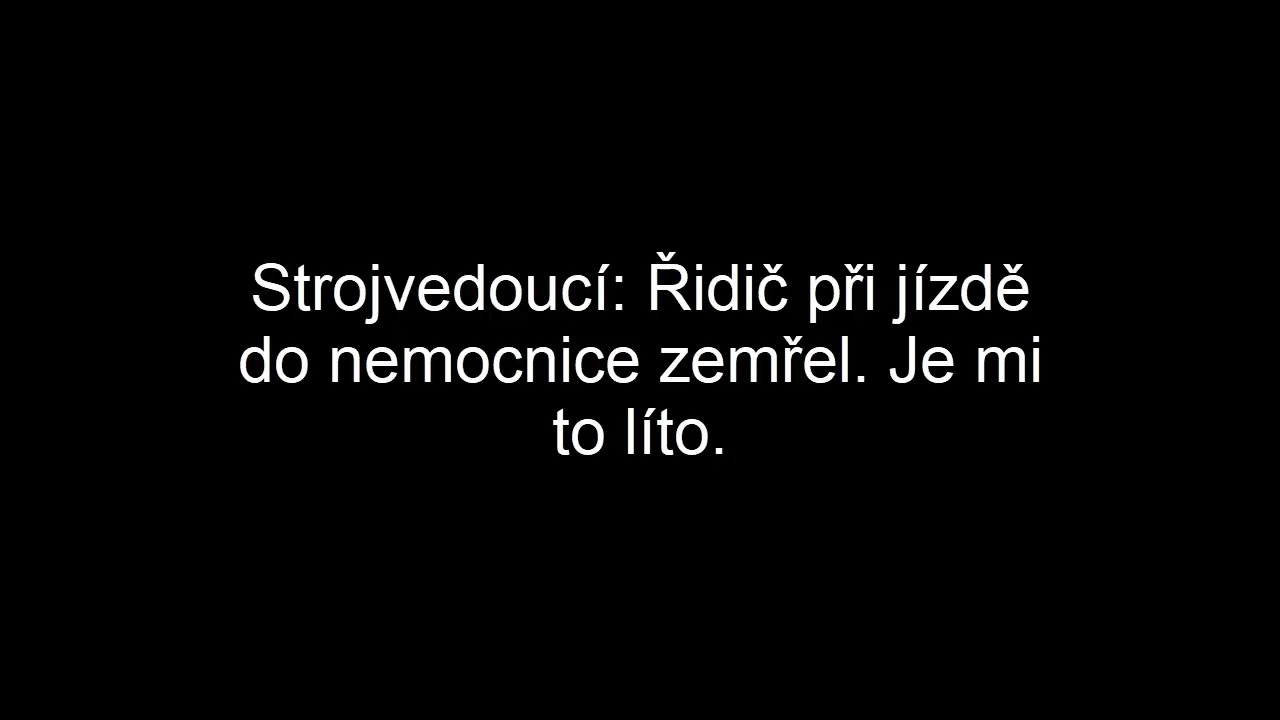 Strojvedoucí: Řidič při jízdě
do nemocnice zemřel. Je mi
to líto.